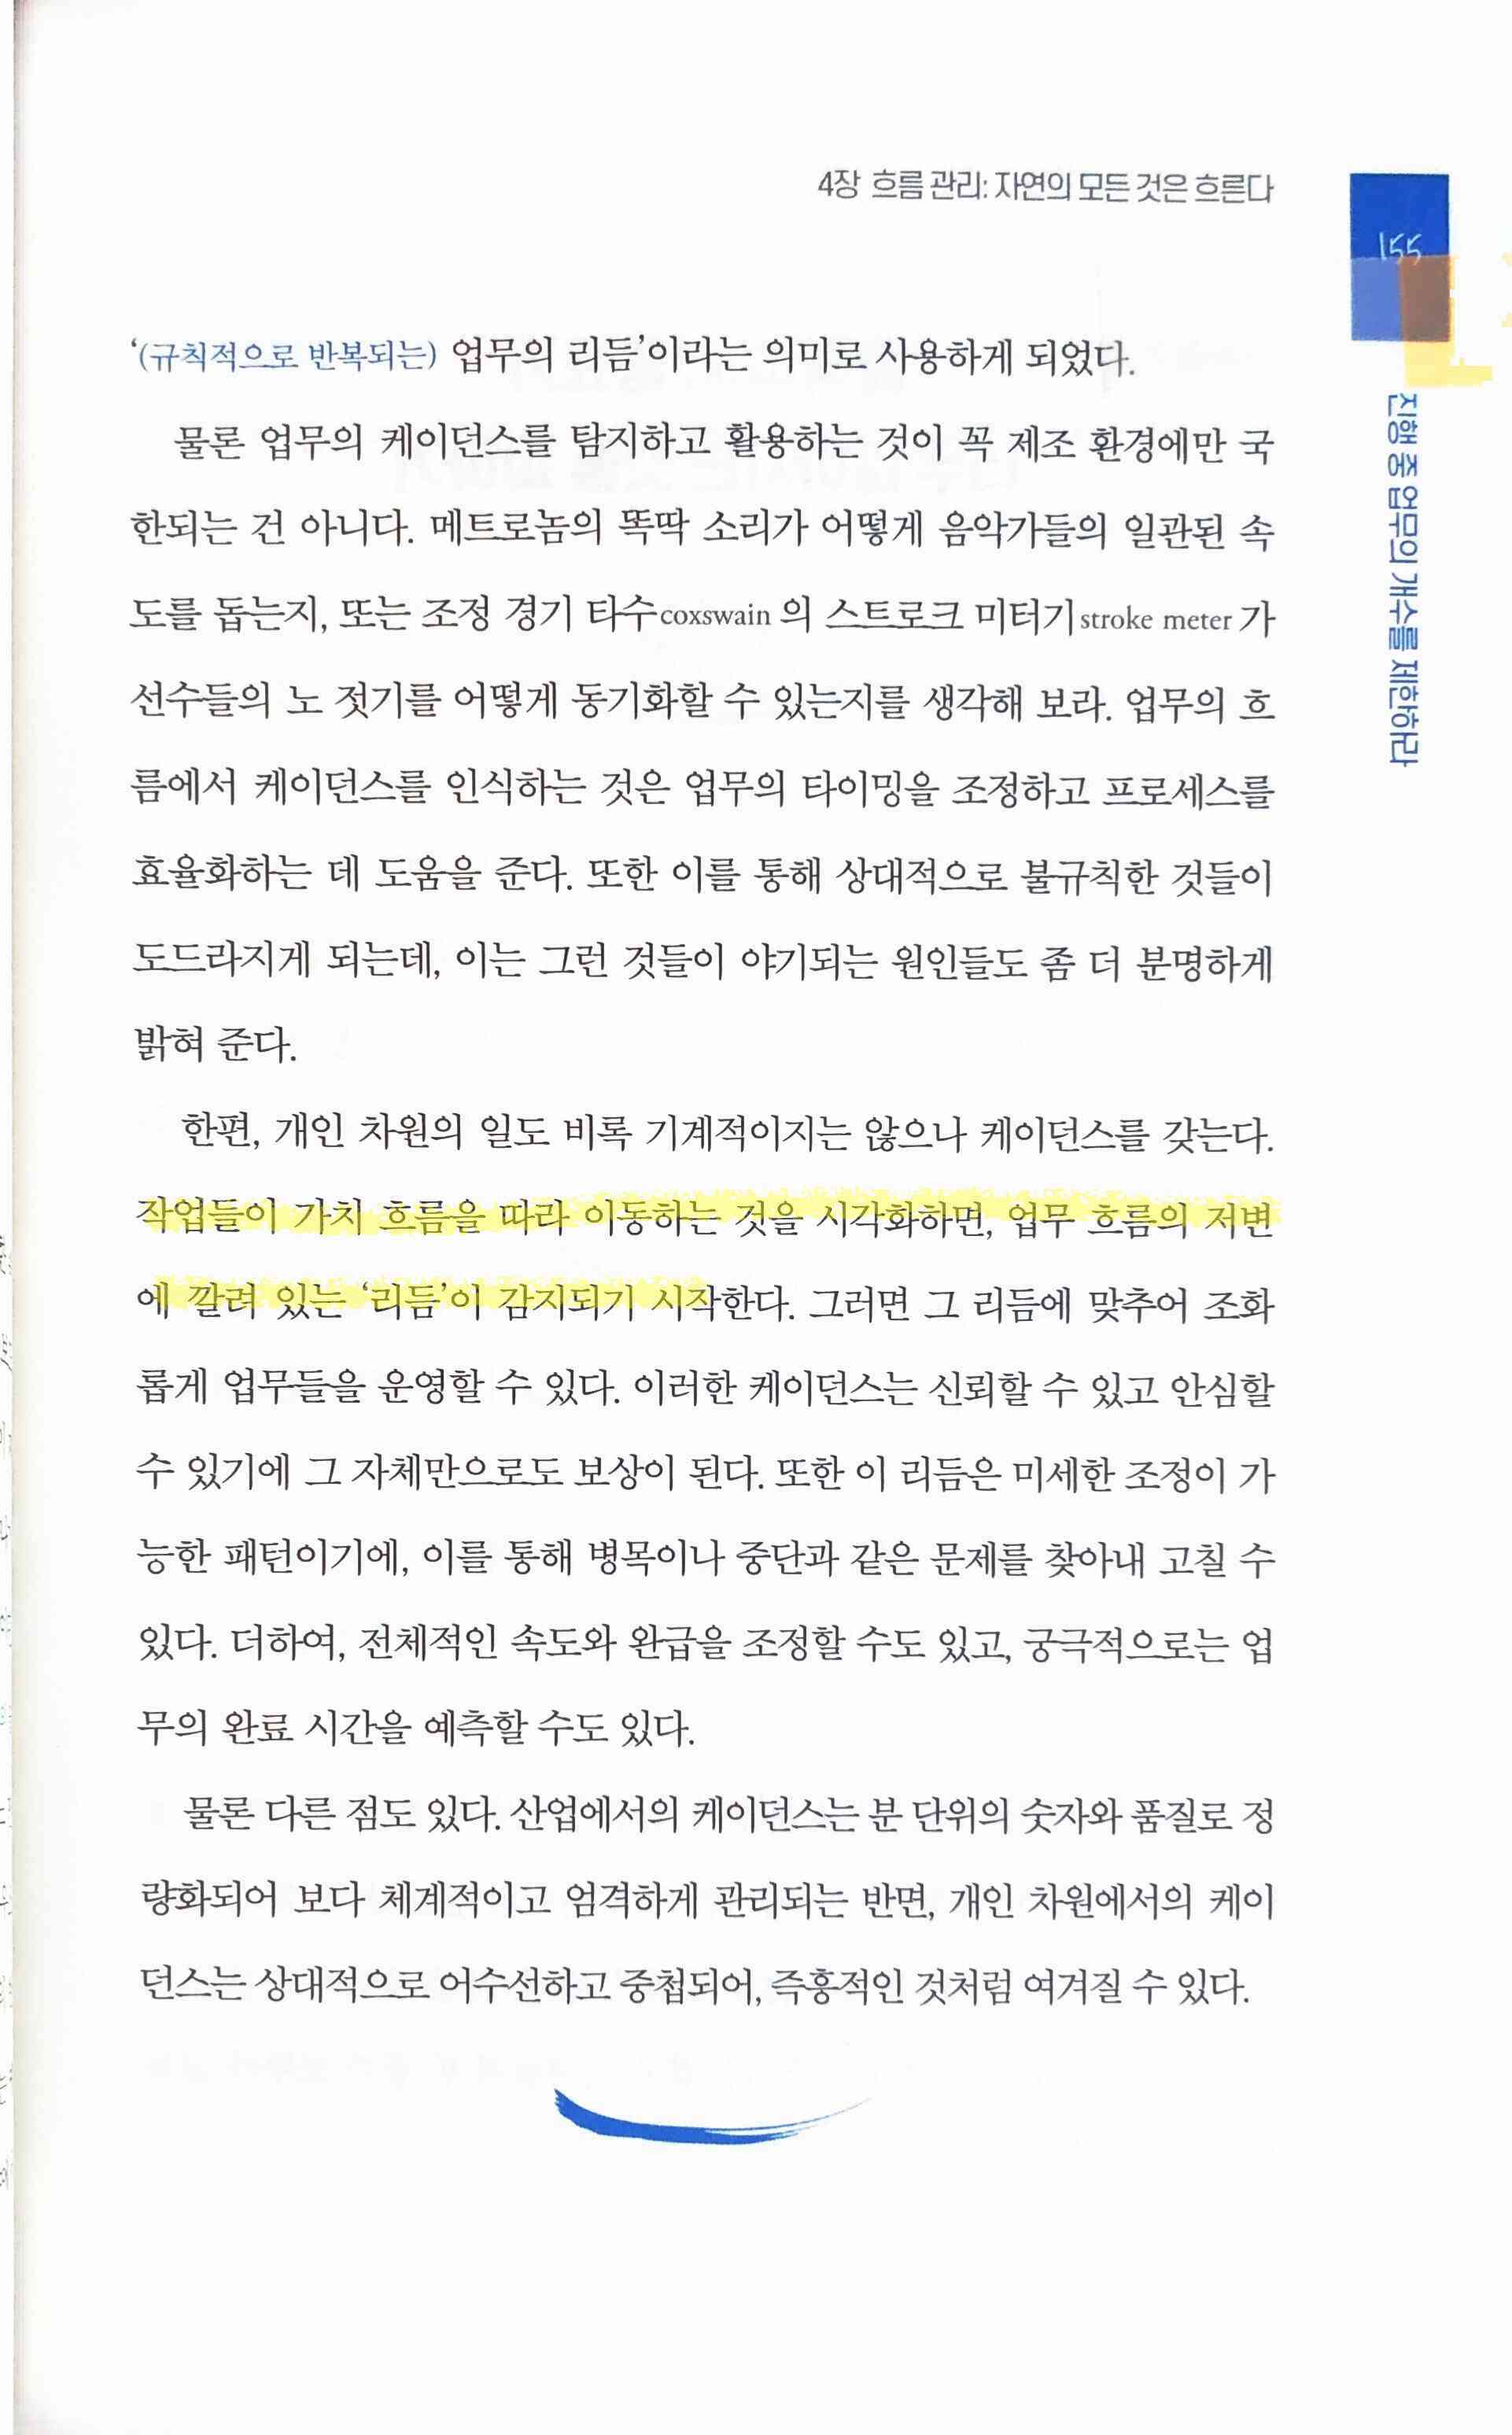 4장 흐름 관리: 자연의 모든 것은 흐른다
155
진행 중 업무의 개수를 제한하라
‘(규칙적으로 반복되는) 업무의 리듬’이라는 의미로 사용하게 되었다.
물론 업무의 케이던스를 탐지하고 활용하는 것이 꼭 제조 환경에만 국
한되는 건 아니다. 메트로놈의 똑딱 소리가 어떻게 음악가들의 일관된 속
도를 돕는지, 또는 조정 경기 타수coxswain의 스트로크 미터기stroke meter가
선수들의 노 젓기를 어떻게 동기화할 수 있는지를 생각해 보라. 업무의 흐
름에서 케이던스를 인식하는 것은 업무의 타이밍을 조정하고 프로세스를
효율화하는 데 도움을 준다. 또한 이를 통해 상대적으로 불규칙한 것들이
도드라지게 되는데, 이는 그런 것들이 야기되는 원인들도 좀 더 분명하게
밝혀 준다.
한편, 개인 차원의 일도 비록 기계적이지는 않으나 케이던스를 갖는다.
작업들이 가치 흐름을 따라 이동하는 것을 시각화하면, 업무 흐름의 저변
에 깔려 있는 ‘리듬’이 감지되기 시작한다. 그러면 그 리듬에 맞추어 조화
롭게 업무들을 운영할 수 있다. 이러한 케이던스는 신뢰할 수 있고 안심할
수 있기에 그 자체만으로도 보상이 된다. 또한 이 리듬은 미세한 조정이 가
능한 패턴이기에, 이를 통해 병목이나 중단과 같은 문제를 찾아내 고칠 수
있다. 더하여, 전체적인 속도와 완급을 조정할 수도 있고, 궁극적으로는 업
무의 완료 시간을 예측할 수도 있다.
물론 다른 점도 있다. 산업에서의 케이던스는 분 단위의 숫자와 품질로 정
량화되어 보다 체계적이고 엄격하게 관리되는 반면, 개인 차원에서의 케이
던스는 상대적으로 어수선하고 중첩되어, 즉흥적인 것처럼 여겨질 수 있다.